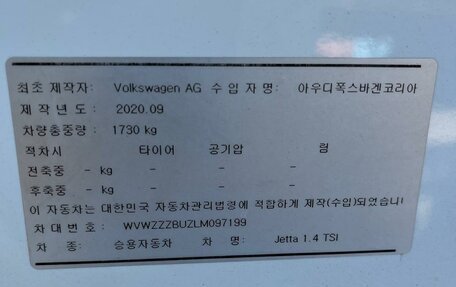 최초 제작자: Volkswagen AG 수 입 자 명: 아우디폭스바겐코리아
제 작 년 도 : 2020.09
차량총중량 : 1730 kg
적차시 타이어 공기압 림
전축중 - kg - - -
후축중 - kg - - -
이 자동차는 대한민국 자동차관리법령에 적합하게 제작(수입)되었습니
차 대 번 호 : WVWZZZBUZLM097199
차 종: 승용자동차 차 명: Jetta 1.4 TSI